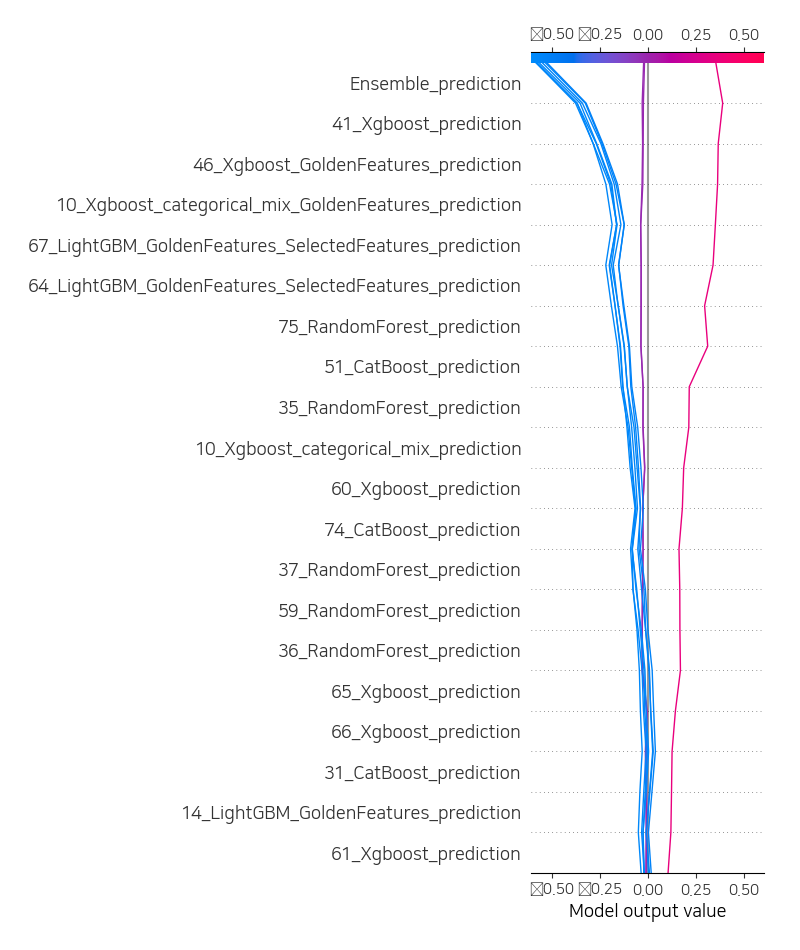 0.50 0.25 0.00 0.25 0.50
Ensemble_prediction
41_Xgboost_prediction
46_Xgboost_GoldenFeatures_prediction
10_Xgboost_categorical_mix_GoldenFeatures_prediction
67_LightGBM_GoldenFeatures_SelectedFeatures_prediction
64_LightGBM_GoldenFeatures_SelectedFeatures_prediction
75_RandomForest_prediction
51_CatBoost_prediction
35_RandomForest_prediction
10_Xgboost_categorical_mix_prediction
60_Xgboost_prediction
74_CatBoost_prediction
37_RandomForest_prediction
59_RandomForest_prediction
36_RandomForest_prediction
65_Xgboost_prediction
66_Xgboost_prediction
31_CatBoost_prediction
14_LightGBM_GoldenFeatures_prediction
61_Xgboost_prediction
0.50 0.25 0.00 0.25 0.50
Model output value